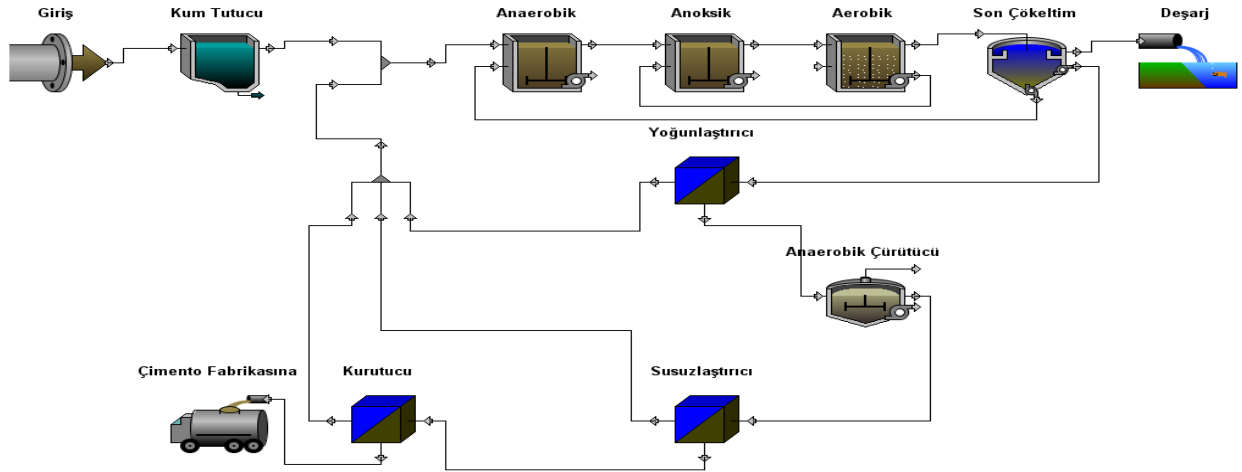 Giriş
Kum Tutucu
Anaerobik
Anoksik
Aerobik
Son Çökeltim
Deşarj
Yoğunlaştırıcı
Anaerobik Çürütücü
Çimento Fabrikasına
Kurutucu
Susuzlaştırıcı